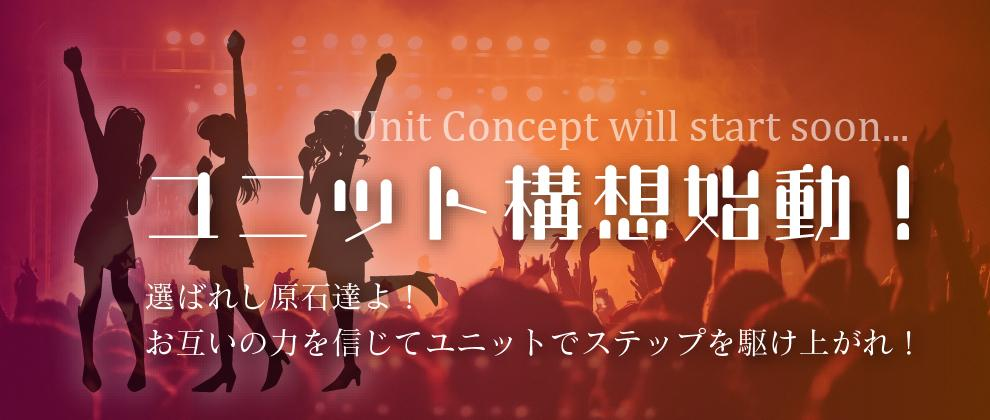 Unit Concept will start soon...
ユニット構想始動！
選ばれし原石達よ！
お互いの力を信じてユニットでステップを駆け上がれ！